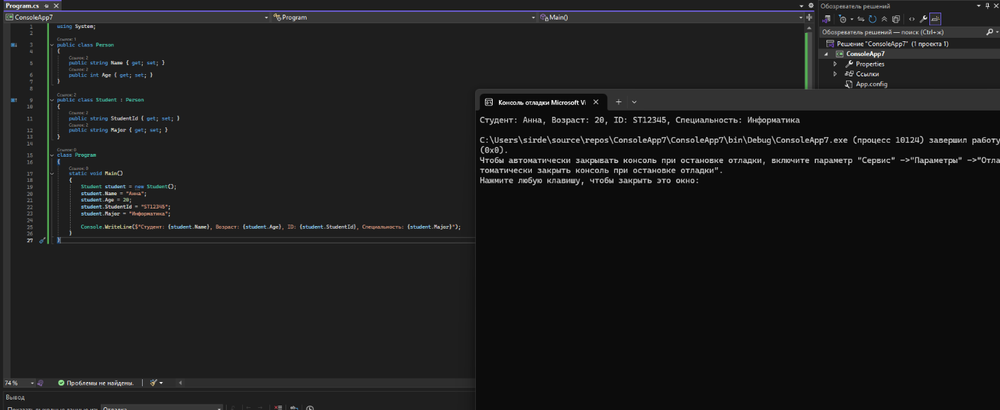 Program.cs
ConsoleApp7
Program
Main()
1 using System;
2
Ссылок: 1
3 public class Person
4 {
Ссылок: 2
5 public string Name { get; set; }
Ссылок: 2
6 public int Age { get; set; }
7 }
8
Ссылок: 2
9 public class Student : Person
10 {
Ссылок: 2
11 public string StudentId { get; set; }
Ссылок: 2
12 public string Major { get; set; }
13 }
14
Ссылок: 0
15 class Program
16 {
Ссылок: 0
17 static void Main()
18 {
19 Student student = new Student();
20 student.Name = "Анна";
21 student.Age = 20;
22 student.StudentId = "ST12345";
23 student.Major = "Информатика";
24
25 Console.WriteLine($"Студент: {student.Name}, Возраст: {student.Age}, ID: {student.StudentId}, Специальность: {student.Major}");
26 }
27 }
74 %
Проблемы не найдены.
Вывод
Показать выходные данные из:
Отладка
Обозреватель решений
Обозреватель решений — поиск (Ctrl+ж)
Решение "ConsoleApp7" (1 проекта 1)
ConsoleApp7
Properties
Ссылки
App.config
Консоль отладки Microsoft Vi
Студент: Анна, Возраст: 20, ID: ST12345, Специальность: Информатика
C:\Users\sirde\source\repos\ConsoleApp7\ConsoleApp7\bin\Debug\ConsoleApp7.exe (процесс 10124) завершил работу
(0x0).
Чтобы автоматически закрывать консоль при остановке отладки, включите параметр "Сервис" ->"Параметры" ->"Отла
томатически закрыть консоль при остановке отладки".
Нажмите любую клавишу, чтобы закрыть это окно: